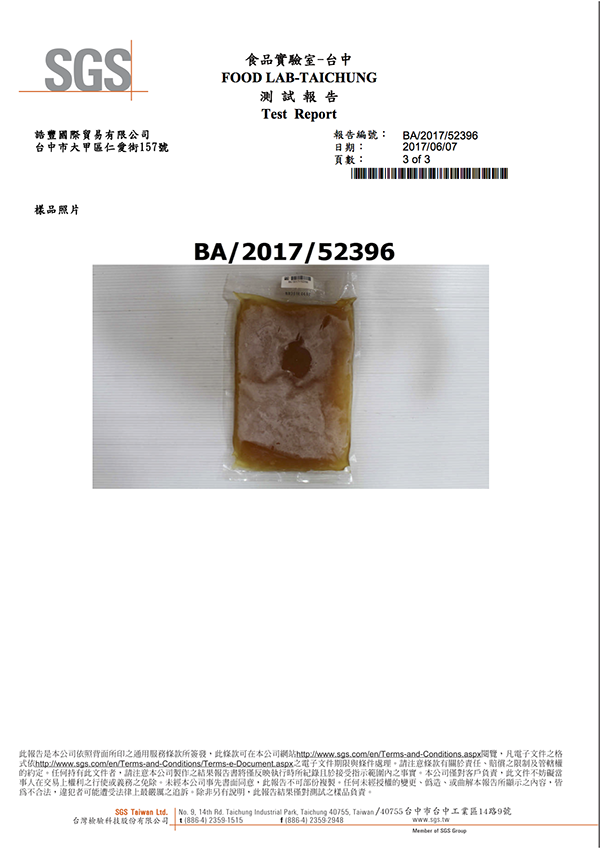 SGS
食品實驗室-台中
FOOD LAB-TAICHUNG
測 試 報 告
Test Report
誥豐國際貿易有限公司
台中市大甲區仁愛街157號
報告編號： BA/2017/52396
日期： 2017/06/07
頁數： 3 of 3
樣品照片
BA/2017/52396
此報告是本公司依照背面所印之通用服務條款所簽發，此條款可在本公司網站http://www.sgs.com/en/Terms-and-Conditions.aspx閱覽，凡電子文件之格
式依http://www.sgs.com/en/Terms-and-Conditions/Terms-e-Document.aspx之電子文件期限與條件處理。請注意條款有關於責任、賠償之限制及管轄權
的約定。任何持有此文件者，請注意本公司製作之結果報告書將僅反映執行時所紀錄且於接受指示範圍內之事實。本公司僅對客戶負責，此文件不妨礙當
事人在交易上權利之行使或義務之免除。未經本公司事先書面同意，此報告不可部份複製。任何未經授權的變更、偽造、或曲解本報告所顯示之內容，皆
為不合法，違犯者可能遭受法律上最嚴厲之追訴。除非另有說明，此報告結果僅對測試之樣品負責。
SGS Taiwan Ltd. No. 9, 14th Rd. Taichung Industrial Park, Taichung 40755, Taiwan /40755台中市台中工業區14路9號
台灣檢驗科技股份有限公司 t (886-4) 2359-1515 f (886-4) 2359-2948 www.sgs.tw
Member of SGS Group